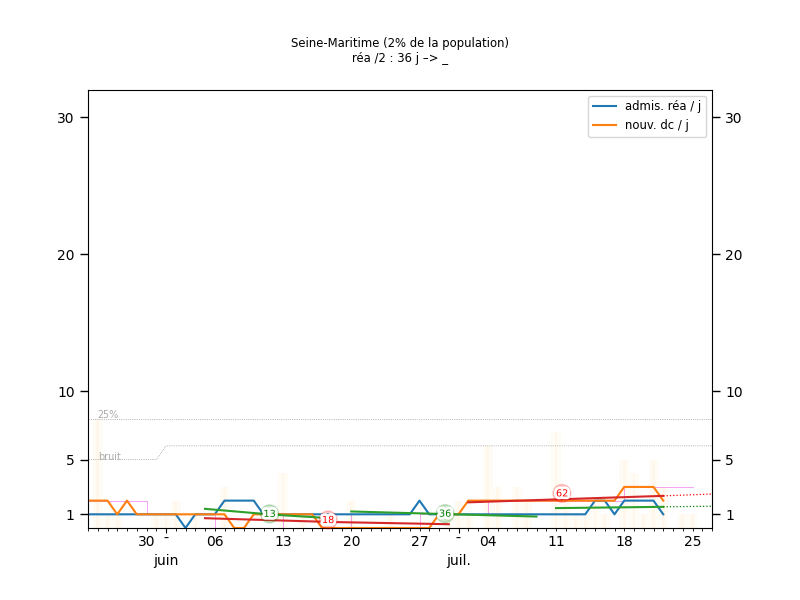 Seine-Maritime (2% de la population)
réa /2 : 36 j –> _
admis. réa / j
nouv. dc / j
30 30
20 20
10 10
25%
bruit
5 5
1 1
13 18 36 62
30 - 06 13 20 27 - 04 11 18 25
juin juil.